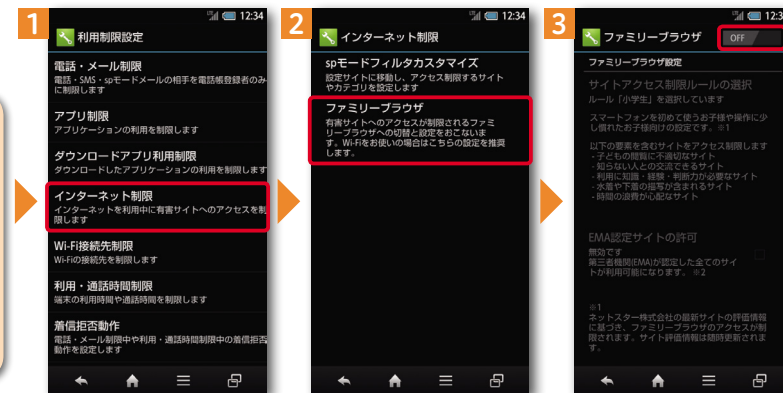 1
12:34
利用制限設定
電話・メール制限
電話・SMS・spモードメールの相手を電話帳登録者のみ
に制限します
アプリ制限
アプリケーションの利用を制限します
ダウンロードアプリ利用制限
ダウンロードしたアプリケーションの利用を制限します
インターネット制限
インターネットを利用中に有害サイトへのアクセスを制
限します
Wi-Fi接続先制限
Wi-Fiの接続先を制限します
利用・通話時間制限
端末の利用時間や通話時間を制限します
着信拒否動作
電話・メール制限中や利用・通話時間制限中の着信拒否
動作を設定します
2
12:34
インターネット制限
spモードフィルタカスタマイズ
設定サイトに移動し、アクセス制限するサイト
やカテゴリを設定します
ファミリーブラウザ
有害サイトへのアクセスが制限されるファミ
リーブラウザへの切替と設定をおこないま
す。Wi-Fiをお使いの場合はこちらの設定を推奨
します。
3
12:3
ファミリーブラウザ
OFF
ファミリーブラウザ設定
サイトアクセス制限ルールの選択
ルール「小学生」を選択しています
スマートフォンを初めて使うお子様や操作に少
し慣れたお子様向けの設定です。※1
以下の要素を含むサイトをアクセス制限します
- 子どもの閲覧に不適切なサイト
- 知らない人との交流できるサイト
- 利用に知識・経験・判断力が必要なサイト
- 水着や下着の描写が含まれるサイト
- 時間の浪費が心配なサイト
EMA認定サイトの許可
無効です
第三者機関(EMA)が認定した全てのサイ
トが利用可能になります。※2
※1
ネットスター株式会社の最新サイトの評価情報
に基づき、ファミリーブラウザのアクセスが制
限されます。サイト評価情報は随時更新されま
す。